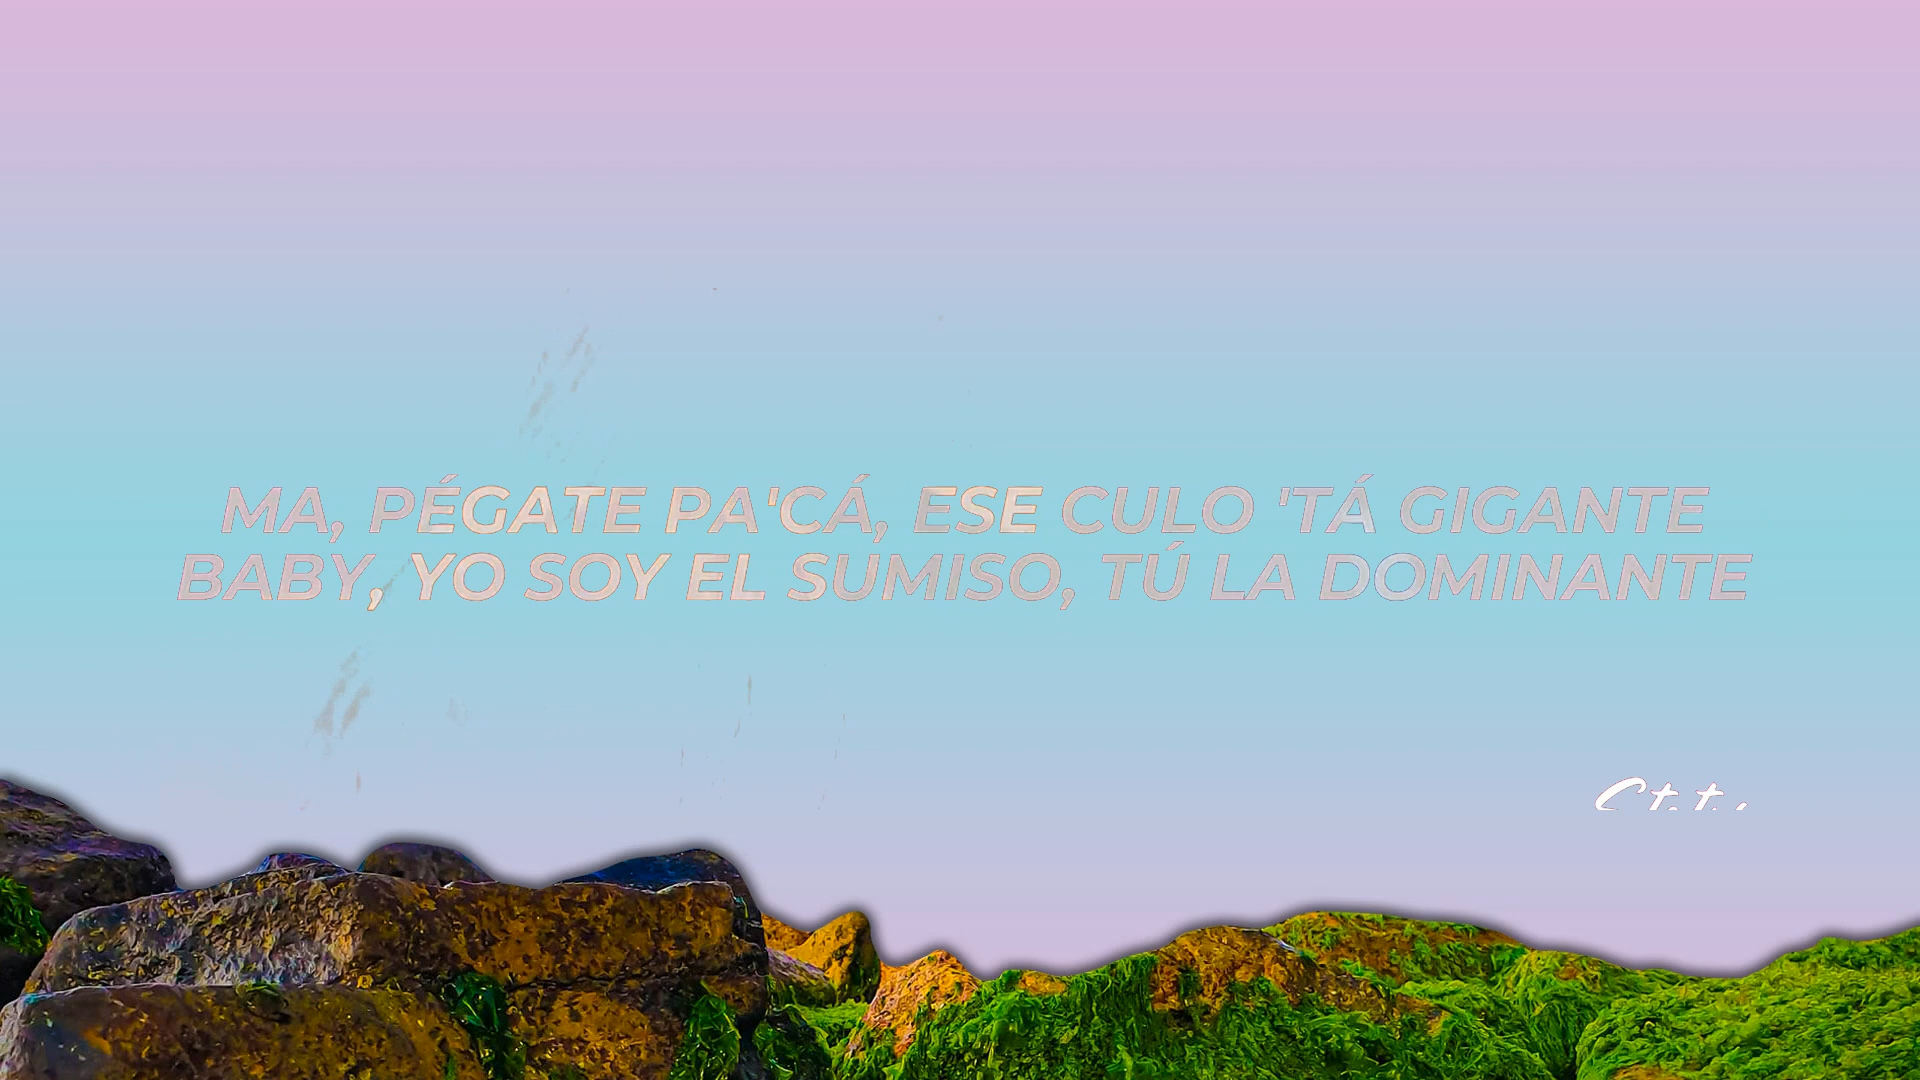 MA, PÉGATE PA'CÁ, ESE CULO 'TÁ GIGANTE
BABY, YO SOY EL SUMISO, TÚ LA DOMINANTE